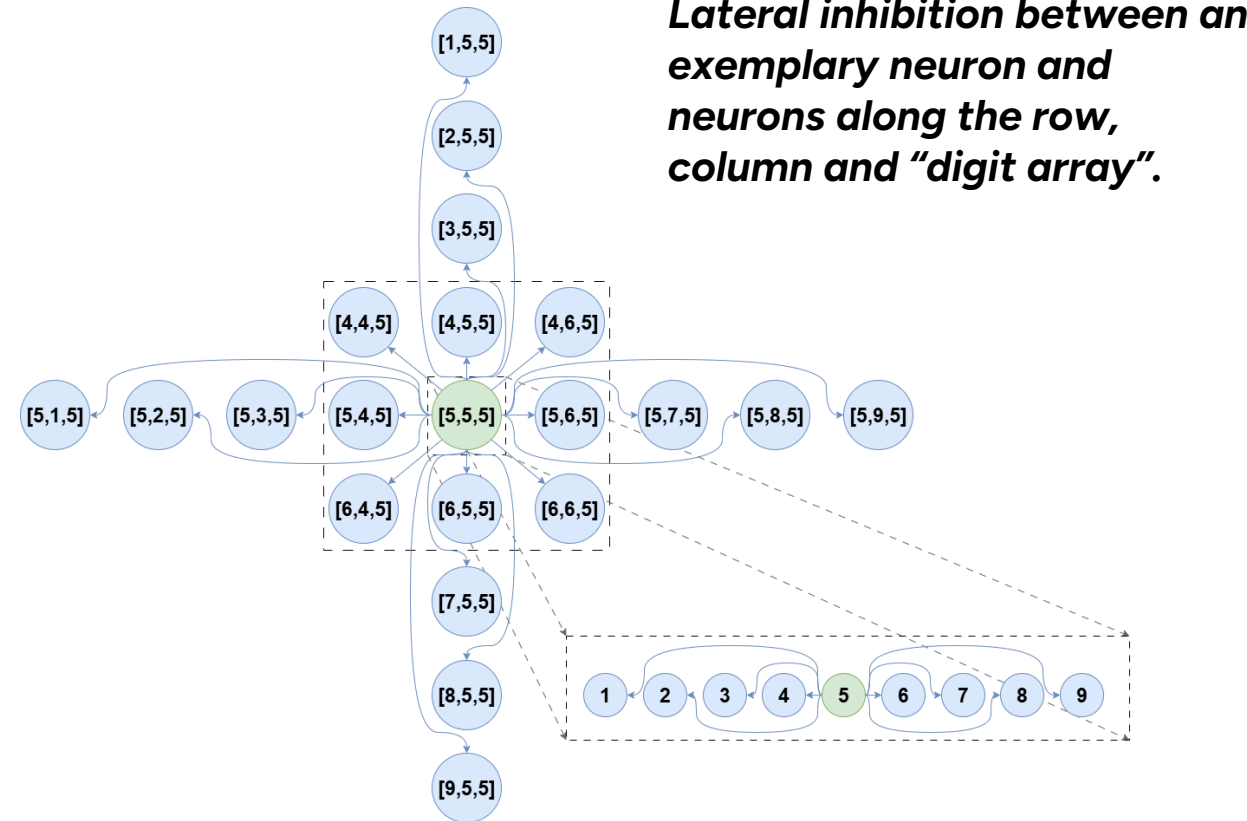 Lateral inhibition between an
exemplary neuron and
neurons along the row,
column and “digit array”.
[1,5,5]
[2,5,5]
[3,5,5]
[4,4,5] [4,5,5] [4,6,5]
[5,1,5] [5,2,5] [5,3,5] [5,4,5] [5,5,5] [5,6,5] [5,7,5] [5,8,5] [5,9,5]
[6,4,5] [6,5,5] [6,6,5]
[7,5,5]
[8,5,5]
1 2 3 4 5 6 7 8 9
[9,5,5]